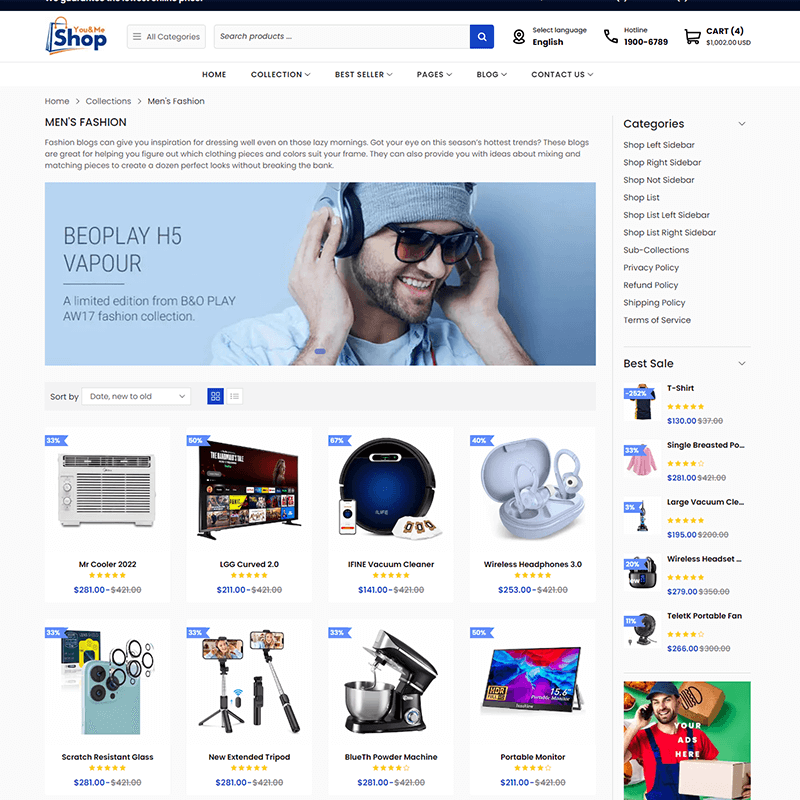 We guarantee the lowest online price!
You&Me
Shop
All Categories
Search products ...
Select language
English
Hotline
1900-6789
CART (4)
$1,002.00 USD
HOME
COLLECTION
BEST SELLER
PAGES
BLOG
CONTACT US
Home > Collections > Men's Fashion
MEN'S FASHION
Fashion blogs can give you inspiration for dressing well even on those lazy mornings. Got your eye on this season's hottest trends? These blogs
are great for helping you figure out which clothing pieces and colors suit your frame. They can also provide you with ideas about mixing and
matching pieces to create a dozen perfect looks without breaking the bank.
BEOPLAY H5
VAPOUR
A limited edition from B&O PLAY
AW17 fashion collection.
Sort by
Date, new to old
33%
50%
67%
40%
Midea
THE HANDMAID'S TALE
ILIFE
Mr Cooler 2022
LGG Curved 2.0
IFINE Vacuum Cleaner
Wireless Headphones 3.0
$281.00 - $421.00
$211.00 - $421.00
$141.00 - $421.00
$253.00 - $421.00
33%
33%
33%
50%
HDR
15.6"
Portable Monitor
Scratch Resistant Glass
New Extended Tripod
BlueTh Powder Machine
Portable Monitor
$281.00 - $421.00
$281.00 - $421.00
$281.00 - $421.00
$211.00 - $421.00
Categories
Shop Left Sidebar
Shop Right Sidebar
Shop Not Sidebar
Shop List
Shop List Left Sidebar
Shop List Right Sidebar
Sub-Collections
Privacy Policy
Refund Policy
Shipping Policy
Terms of Service
Best Sale
-252%
T-Shirt
$130.00 $37.00
33%
Single Breasted Po...
$281.00 $421.00
3%
Large Vacuum Cle...
$195.00 $200.00
20%
Wireless Headset ...
$279.00 $350.00
11%
TeletK Portable Fan
$266.00 $300.00
YOUR
ADS
HERE